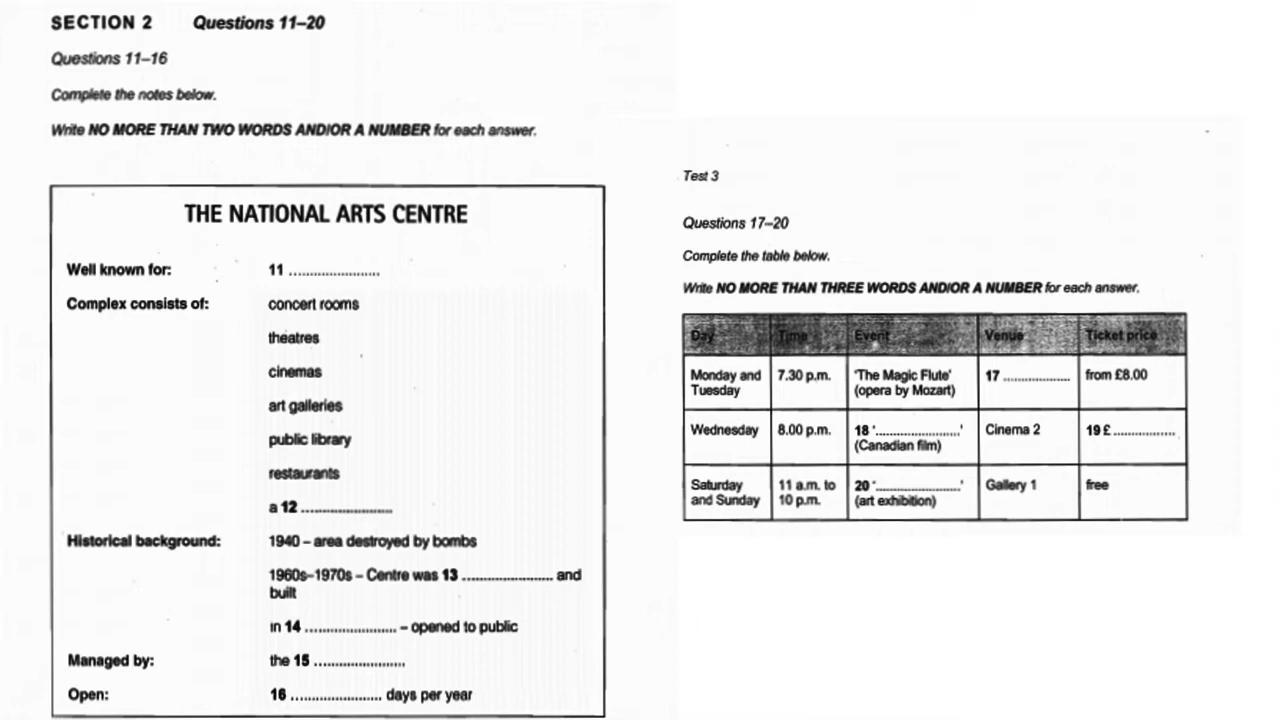 SECTION 2 Questions 11–20
Questions 11–16
Complete the notes below.
Write NO MORE THAN TWO WORDS AND/OR A NUMBER for each answer.
THE NATIONAL ARTS CENTRE
Well known for: 11 ........................
Complex consists of: concert rooms
theatres
cinemas
art galleries
public library
restaurants
a 12 ........................
Historical background: 1940 – area destroyed by bombs
1960s–1970s – Centre was 13 ........................ and
built
in 14 ........................ – opened to public
Managed by: the 15 ........................
Open: 16 ........................ days per year
Test 3
Questions 17–20
Complete the table below.
Write NO MORE THAN THREE WORDS AND/OR A NUMBER for each answer.
Day Time Event Venue Ticket price
Monday and 7.30 p.m. 'The Magic Flute' 17 .................. from £8.00
Tuesday (opera by Mozart)
Wednesday 8.00 p.m. 18 '......................' Cinema 2 19 £ ................
(Canadian film)
Saturday 11 a.m. to 20 '......................' Gallery 1 free
and Sunday 10 p.m. (art exhibition)